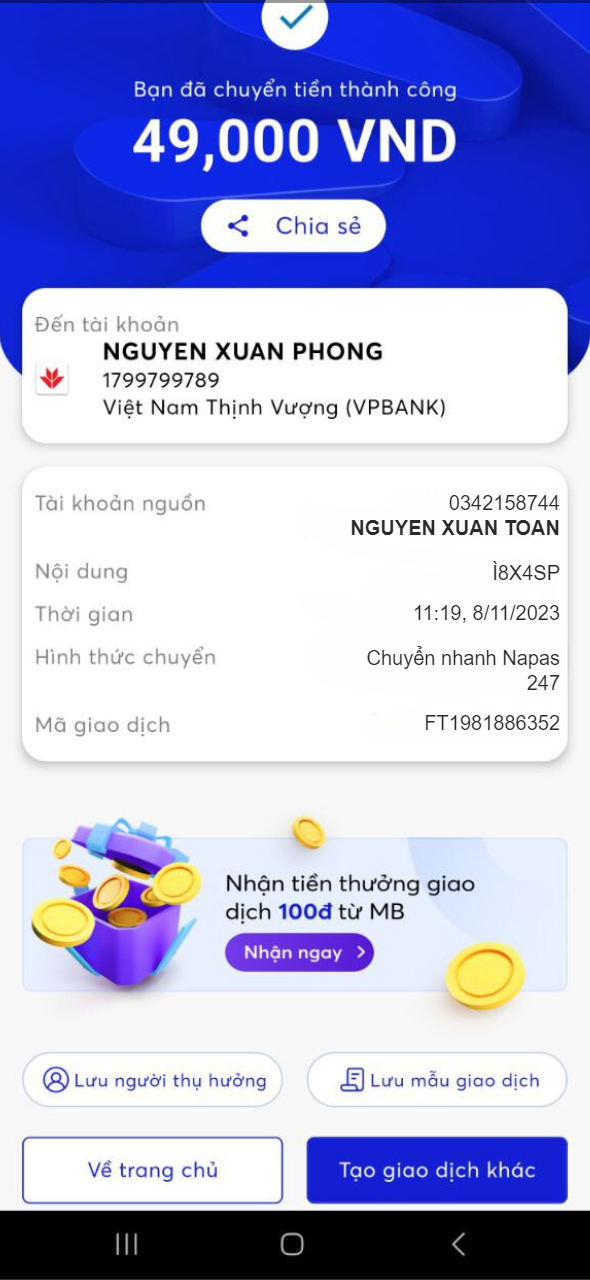 Bạn đã chuyển tiền thành công
49,000 VND
Chia sẻ
Đến tài khoản
NGUYEN XUAN PHONG
1799799789
Việt Nam Thịnh Vượng (VPBANK)
Tài khoản nguồn
0342158744
NGUYEN XUAN TOAN
Nội dung
Ì8X4SP
Thời gian
11:19, 8/11/2023
Hình thức chuyển
Chuyển nhanh Napas
247
Mã giao dịch
FT1981886352
Nhận tiền thưởng giao
dịch 100đ từ MB
Nhận ngay
Lưu người thụ hưởng
Lưu mẫu giao dịch
Về trang chủ
Tạo giao dịch khác